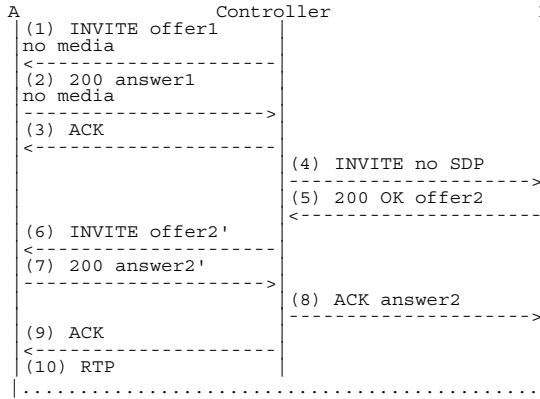 A Controller
(1) INVITE offer1
no media
<--------------------
(2) 200 answer1
no media
-------------------->
(3) ACK
<--------------------
(4) INVITE no SDP
-------------------->
(5) 200 OK offer2
<--------------------
(6) INVITE offer2'
<--------------------
(7) 200 answer2'
-------------------->
(8) ACK answer2
-------------------->
(9) ACK
<--------------------
(10) RTP
|.............................................